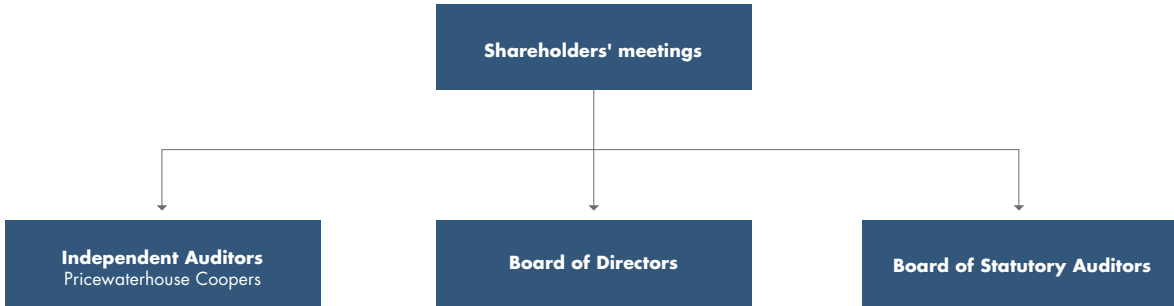 Shareholders' meetings
Independent Auditors
Pricewaterhouse Coopers
Board of Directors
Board of Statutory Auditors